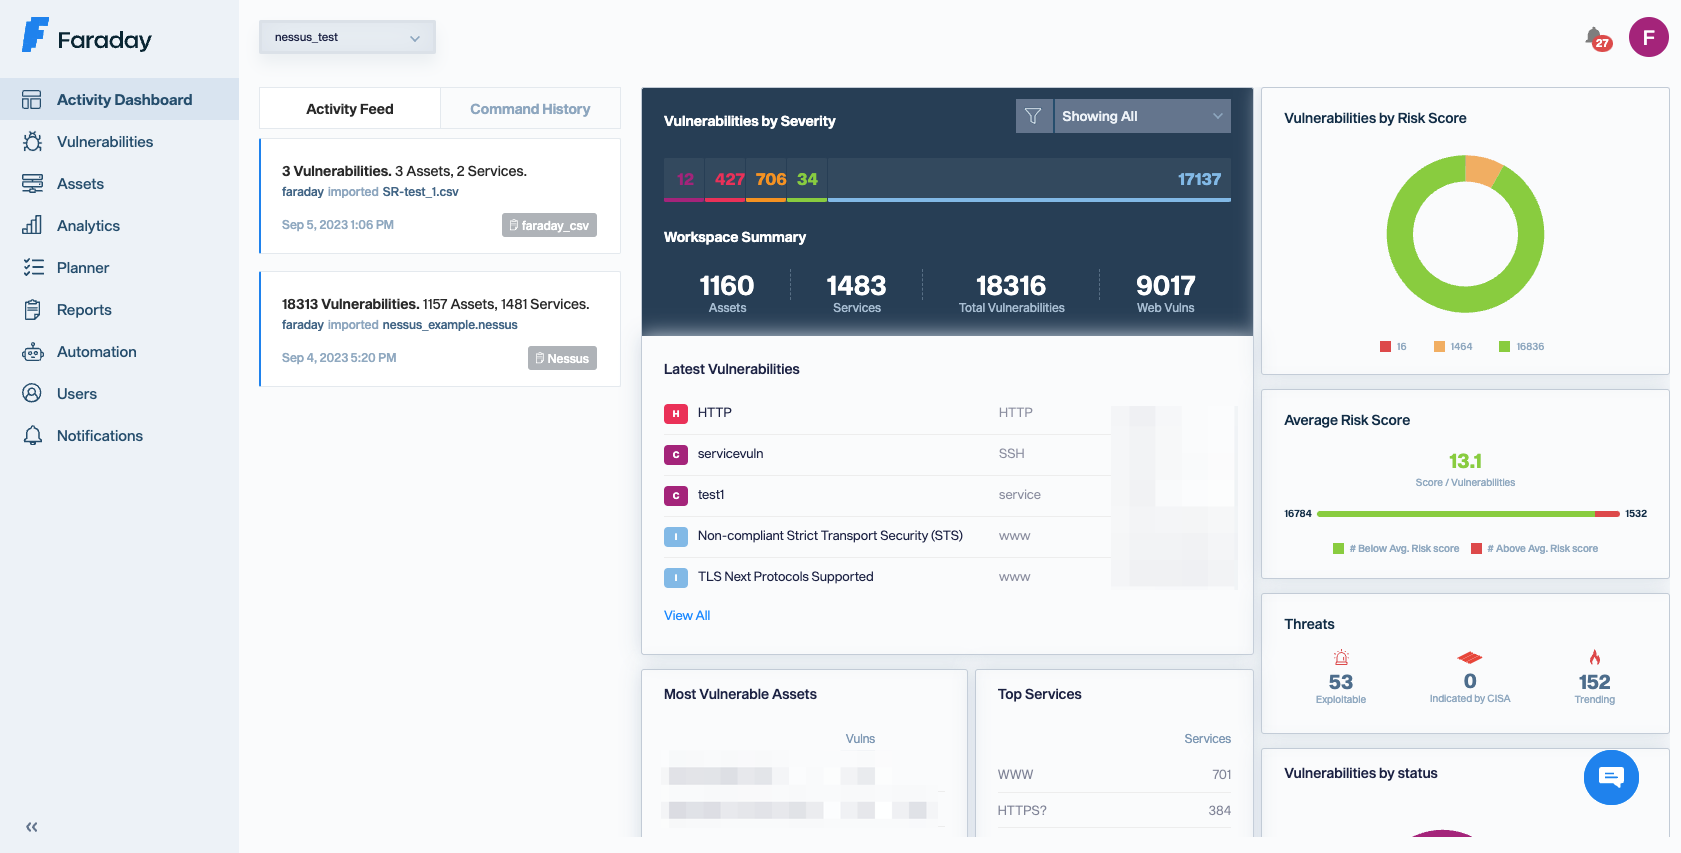 Faraday
Activity Dashboard
Vulnerabilities
Assets
Analytics
Planner
Reports
Automation
Users
Notifications
«
nessus_test
27
F
Activity Feed
Command History
3 Vulnerabilities. 3 Assets, 2 Services.
faraday imported SR-test_1.csv
Sep 5, 2023 1:06 PM
faraday_csv
18313 Vulnerabilities. 1157 Assets, 1481 Services.
faraday imported nessus_example.nessus
Sep 4, 2023 5:20 PM
Nessus
Vulnerabilities by Severity
Showing All
12 427 706 34 17137
Workspace Summary
1160 1483 18316 9017
Assets Services Total Vulnerabilities Web Vulns
Latest Vulnerabilities
H HTTP HTTP
C servicevuln SSH
C test1 service
I Non-compliant Strict Transport Security (STS) www
I TLS Next Protocols Supported www
View All
Most Vulnerable Assets
Vulns
Top Services
Services
WWW 701
HTTPS? 384
Vulnerabilities by Risk Score
16 1464 16836
Average Risk Score
13.1
Score / Vulnerabilities
16784 1532
# Below Avg. Risk score # Above Avg. Risk score
Threats
53 0 152
Exploitable Indicated by CISA Trending
Vulnerabilities by status